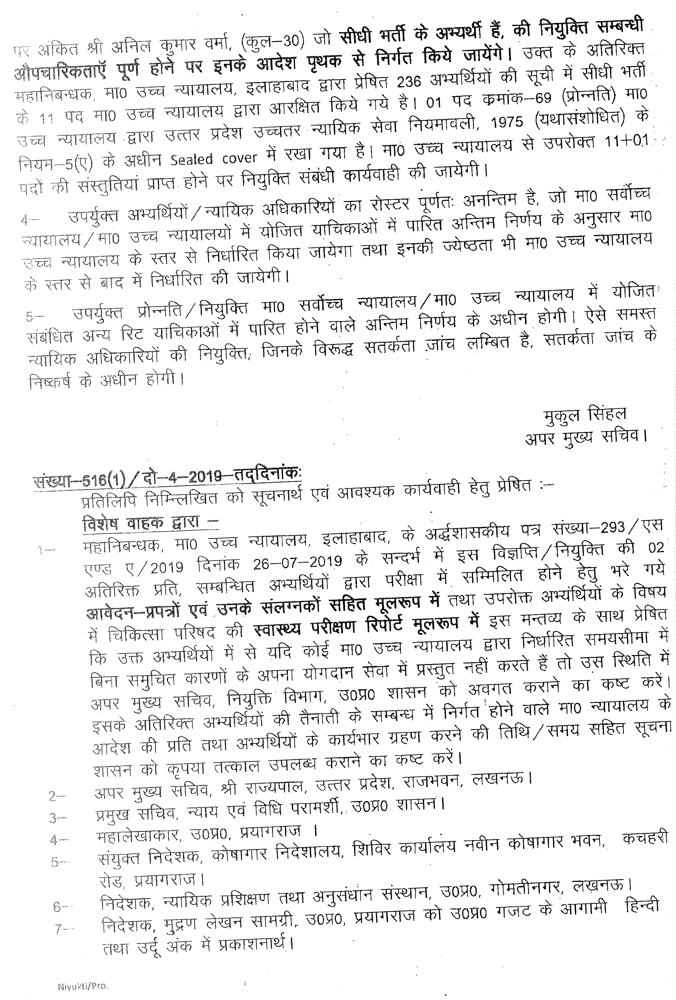 पर अंकित श्री अनिल कुमार वर्मा, (कुल–30) जो सीधी भर्ती के अभ्यर्थी हैं, की नियुक्ति सम्बन्धी
औपचारिकताऍ पूर्ण होने पर इनके आदेश पृथक से निर्गत किये जायेंगे। उक्त के अतिरिक्त
महानिबन्धक, मा0 उच्च न्यायालय, इलाहाबाद द्वारा प्रेषित 236 अभ्यर्थियों की सूची में सीधी भर्ती
के 11 पद मा0 उच्च न्यायालय द्वारा आरक्षित किये गये है। 01 पद क्रमांक–69 (प्रोन्नति) मा0
उच्च न्यायालय द्वारा उत्तर प्रदेश उच्चतर न्यायिक सेवा नियमावली, 1975 (यथासंशोधित) के
नियम–5(ए) के अधीन Sealed cover में रखा गया है। मा0 उच्च न्यायालय से उपरोक्त 11+01
पदों की संस्तुतियां प्राप्त होने पर नियुक्ति संबंधी कार्यवाही की जायेगी।
4– उपर्युक्त अभ्यर्थियों/न्यायिक अधिकारियों का रोस्टर पूर्णतः अनन्तिम है, जो मा0 सर्वोच्च
न्यायालय/मा0 उच्च न्यायालयों में योजित याचिकाओं में पारित अन्तिम निर्णय के अनुसार मा0
उच्च न्यायालय के स्तर से निर्धारित किया जायेगा तथा इनकी ज्येष्ठता भी मा0 उच्च न्यायालय
के स्तर से बाद में निर्धारित की जायेगी।
5– उपर्युक्त प्रोन्नति/नियुक्ति मा0 सर्वोच्च न्यायालय/मा0 उच्च न्यायालय में योजित
संबंधित अन्य रिट याचिकाओं में पारित होने वाले अन्तिम निर्णय के अधीन होगी। ऐसे समस्त
न्यायिक अधिकारियों की नियुक्ति, जिनके विरूद्ध सतर्कता जांच लम्बित है, सतर्कता जांच के
निष्कर्ष के अधीन होगी।
मुकुल सिंहल
अपर मुख्य सचिव।
संख्या–516(1)/दो–4–2019–तद्दिनांकः
प्रतिलिपि निम्न्लिखित को सूचनार्थ एवं आवश्यक कार्यवाही हेतु प्रेषित :–
विशेष वाहक द्वारा –
1– महानिबन्धक, मा0 उच्च न्यायालय, इलाहाबाद, के अर्द्धशासकीय पत्र संख्या–293/एस
एण्ड ए/2019 दिनांक 26–07–2019 के सन्दर्भ में इस विज्ञप्ति/नियुक्ति की 02
अतिरिक्त प्रति, सम्बन्धित अभ्यर्थियों द्वारा परीक्षा में सम्मिलित होने हेतु भरे गये
आवेदन–प्रपत्रों एवं उनके संलग्नकों सहित मूलरूप में तथा उपरोक्त अभ्यर्थियों के विषय
में चिकित्सा परिषद की स्वास्थ्य परीक्षण रिपोर्ट मूलरूप में इस मन्तव्य के साथ प्रेषित
कि उक्त अभ्यर्थियों में से यदि कोई मा0 उच्च न्यायालय द्वारा निर्धारित समयसीमा में
बिना समुचित कारणों के अपना योगदान सेवा में प्रस्तुत नहीं करते हैं तो उस स्थिति में
अपर मुख्य सचिव, नियुक्ति विभाग, उ0प्र0 शासन को अवगत कराने का कष्ट करें।
इसके अतिरिक्त अभ्यर्थियों की तैनाती के सम्बन्ध में निर्गत होने वाले मा0 न्यायालय के
आदेश की प्रति तथा अभ्यर्थियों के कार्यभार ग्रहण करने की तिथि/समय सहित सूचना
शासन को कृपया तत्काल उपलब्ध कराने का कष्ट करें।
2– अपर मुख्य सचिव, श्री राज्यपाल, उत्तर प्रदेश, राजभवन, लखनऊ।
3– प्रमुख सचिव, न्याय एवं विधि परामर्शी, उ0प्र0 शासन।
4– महालेखाकार, उ0प्र0, प्रयागराज ।
5– संयुक्त निदेशक, कोषागार निदेशालय, शिविर कार्यालय नवीन कोषागार भवन, कचहरी
रोड, प्रयागराज।
6– निदेशक, न्यायिक प्रशिक्षण तथा अनुसंधान संस्थान, उ0प्र0, गोमतीनगर, लखनऊ।
7– निदेशक, मुद्रण लेखन सामग्री, उ0प्र0, प्रयागराज को उ0प्र0 गजट के आगामी हिन्दी
तथा उर्दू अंक में प्रकाशनार्थ।
Niyukti/Pro.